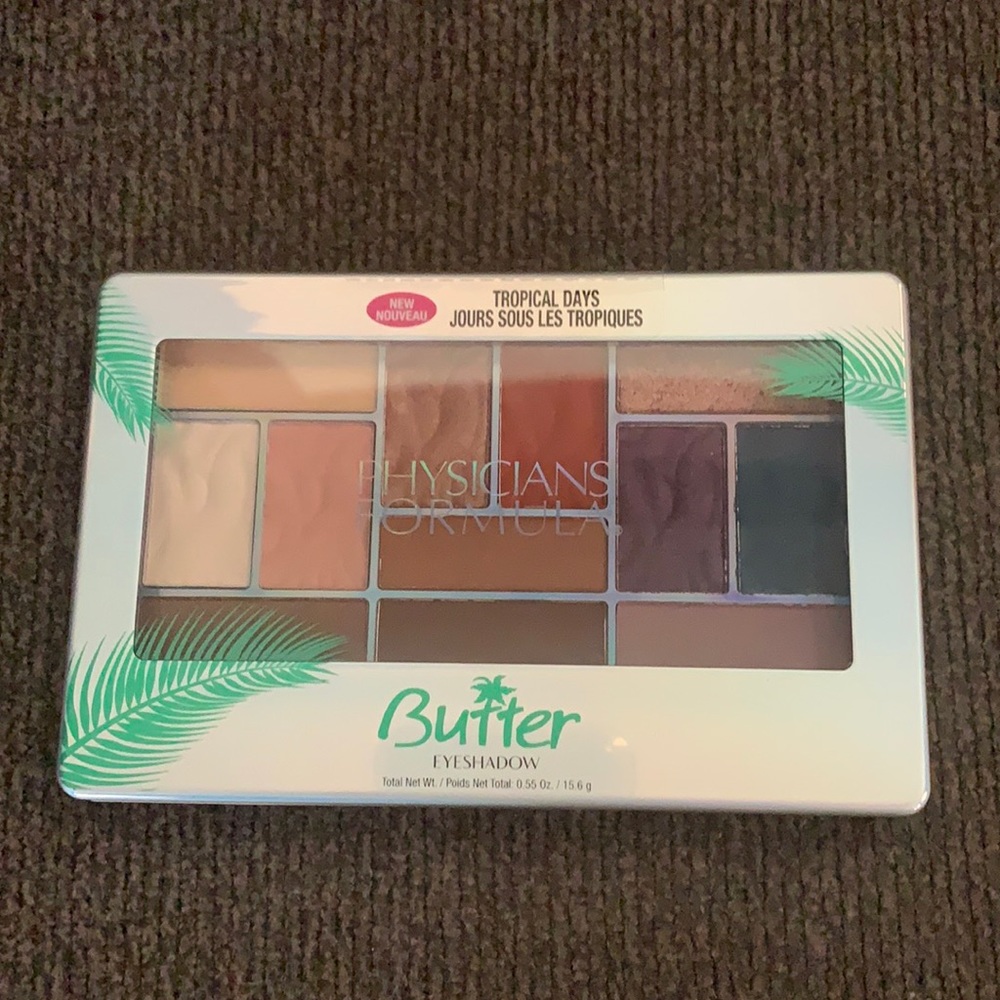 NEW
NOUVEAU
TROPICAL DAYS
JOURS SOUS LES TROPIQUES
PHYSICIANS
FORMULA®
Butter
EYESHADOW
Total Net Wt. / Poids Net Total: 0.55 Oz. / 15.6 g